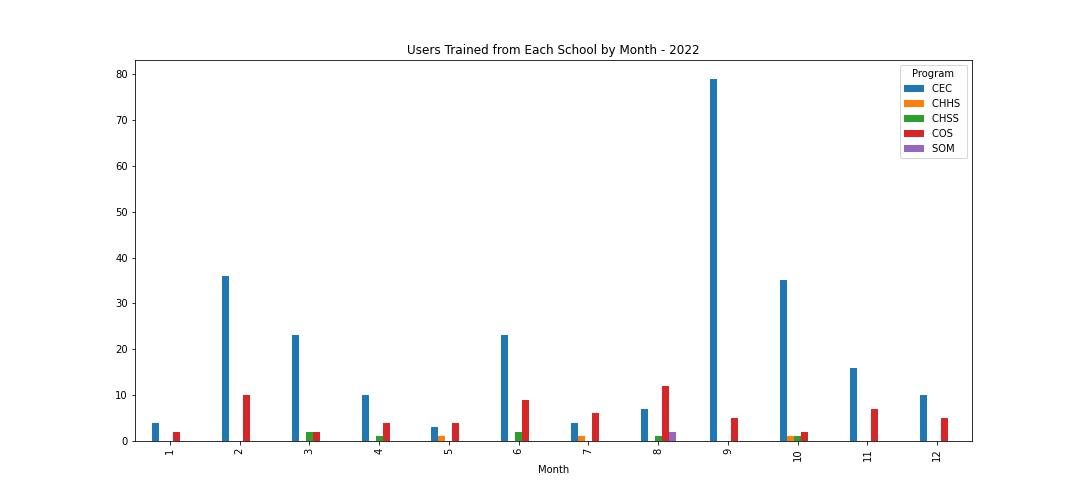 Users Trained from Each School by Month - 2022
80
70
60
50
40
30
20
10
0
Program
CEC
CHHS
CHSS
COS
SOM
1 2 3 4 5 6 7 8 9 10 11 12
Month